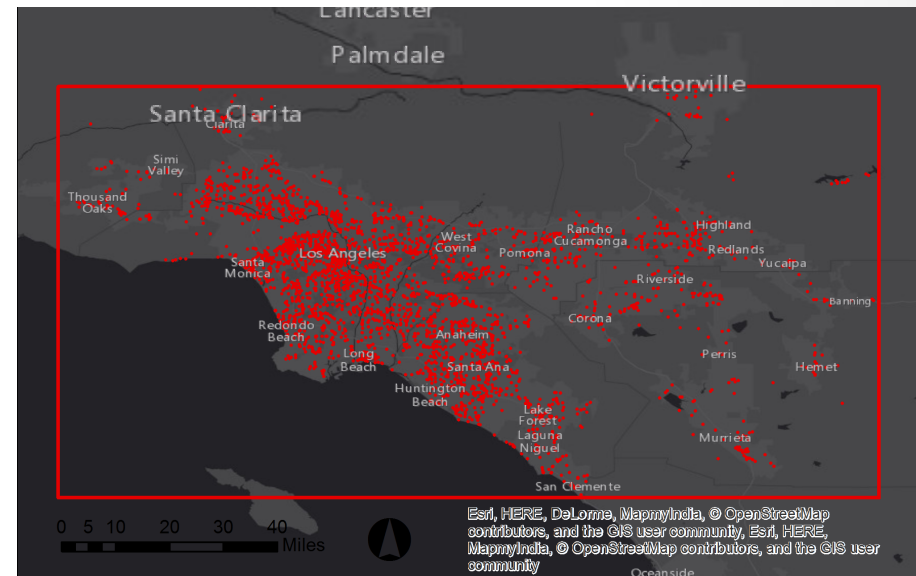 Lancaster
Palmdale
Victorville
Santa Clarita
Clarita
Simi
Valley
Thousand
Oaks
Highland
Rancho
Cucamonga
West
Covina
Los Angeles
Pomona
Redlands
Yucaipa
Santa
Monica
Riverside
Banning
Corona
Redondo
Beach
Anaheim
Long
Beach
Perris
Santa Ana
Hemet
Huntington
Beach
Lake
Forest
Laguna
Niguel
Murrieta
San Clemente
0 5 10 20 30 40
Miles
Esri, HERE, DeLorme, MapmyIndia, © OpenStreetMap
contributors, and the GIS user community, Esri, HERE,
MapmyIndia, © OpenStreetMap contributors, and the GIS user
community
Oceanside